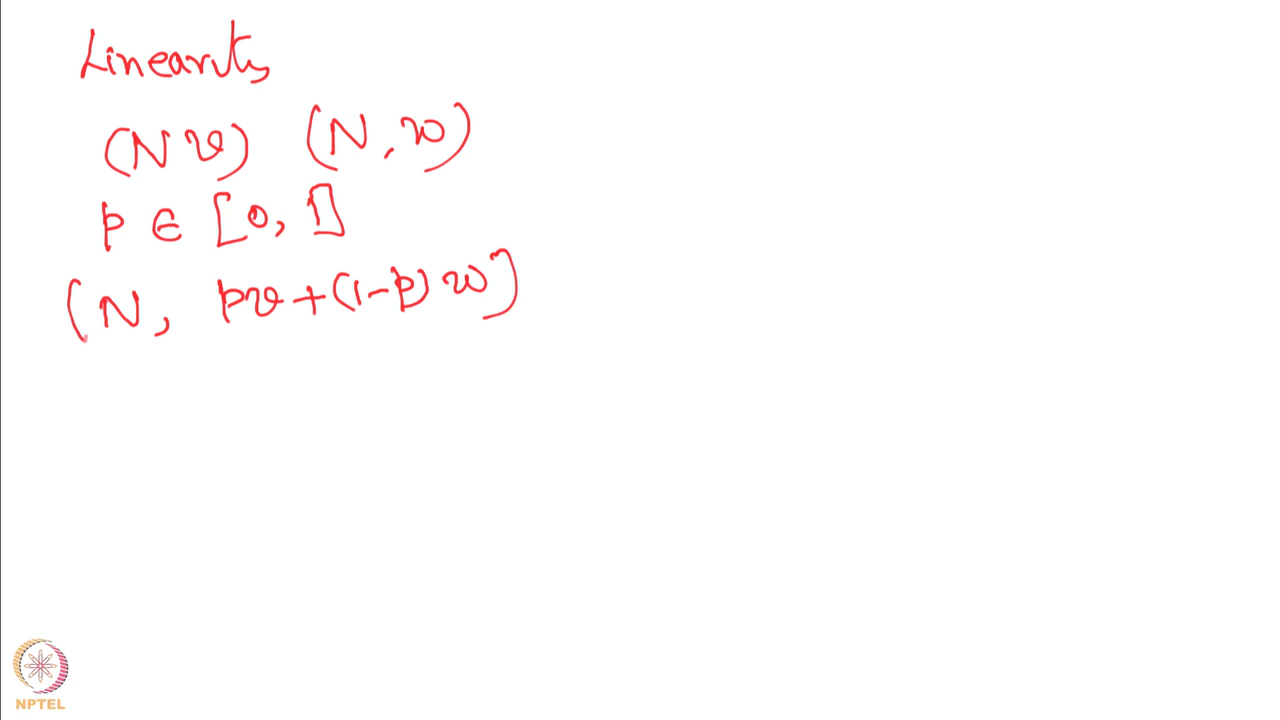 Linearity
(N v) (N, w)
p ∈ [0, 1]
(N, pv + (1-p) w)
NPTEL